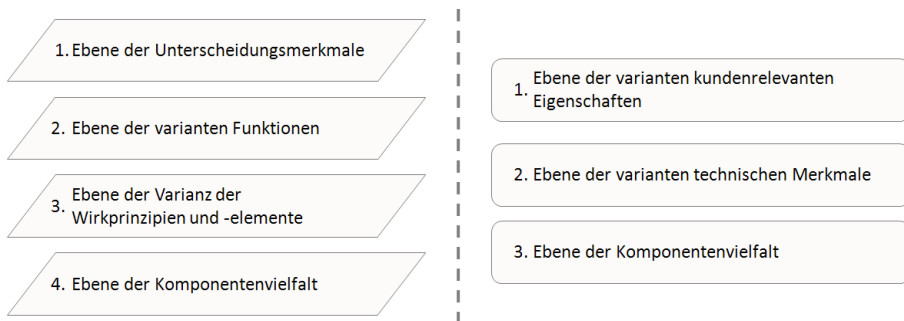 1. Ebene der Unterscheidungsmerkmale
2. Ebene der varianten Funktionen
3. Ebene der Varianz der
Wirkprinzipien und -elemente
4. Ebene der Komponentenvielfalt
1. Ebene der varianten kundenrelevanten
Eigenschaften
2. Ebene der varianten technischen Merkmale
3. Ebene der Komponentenvielfalt